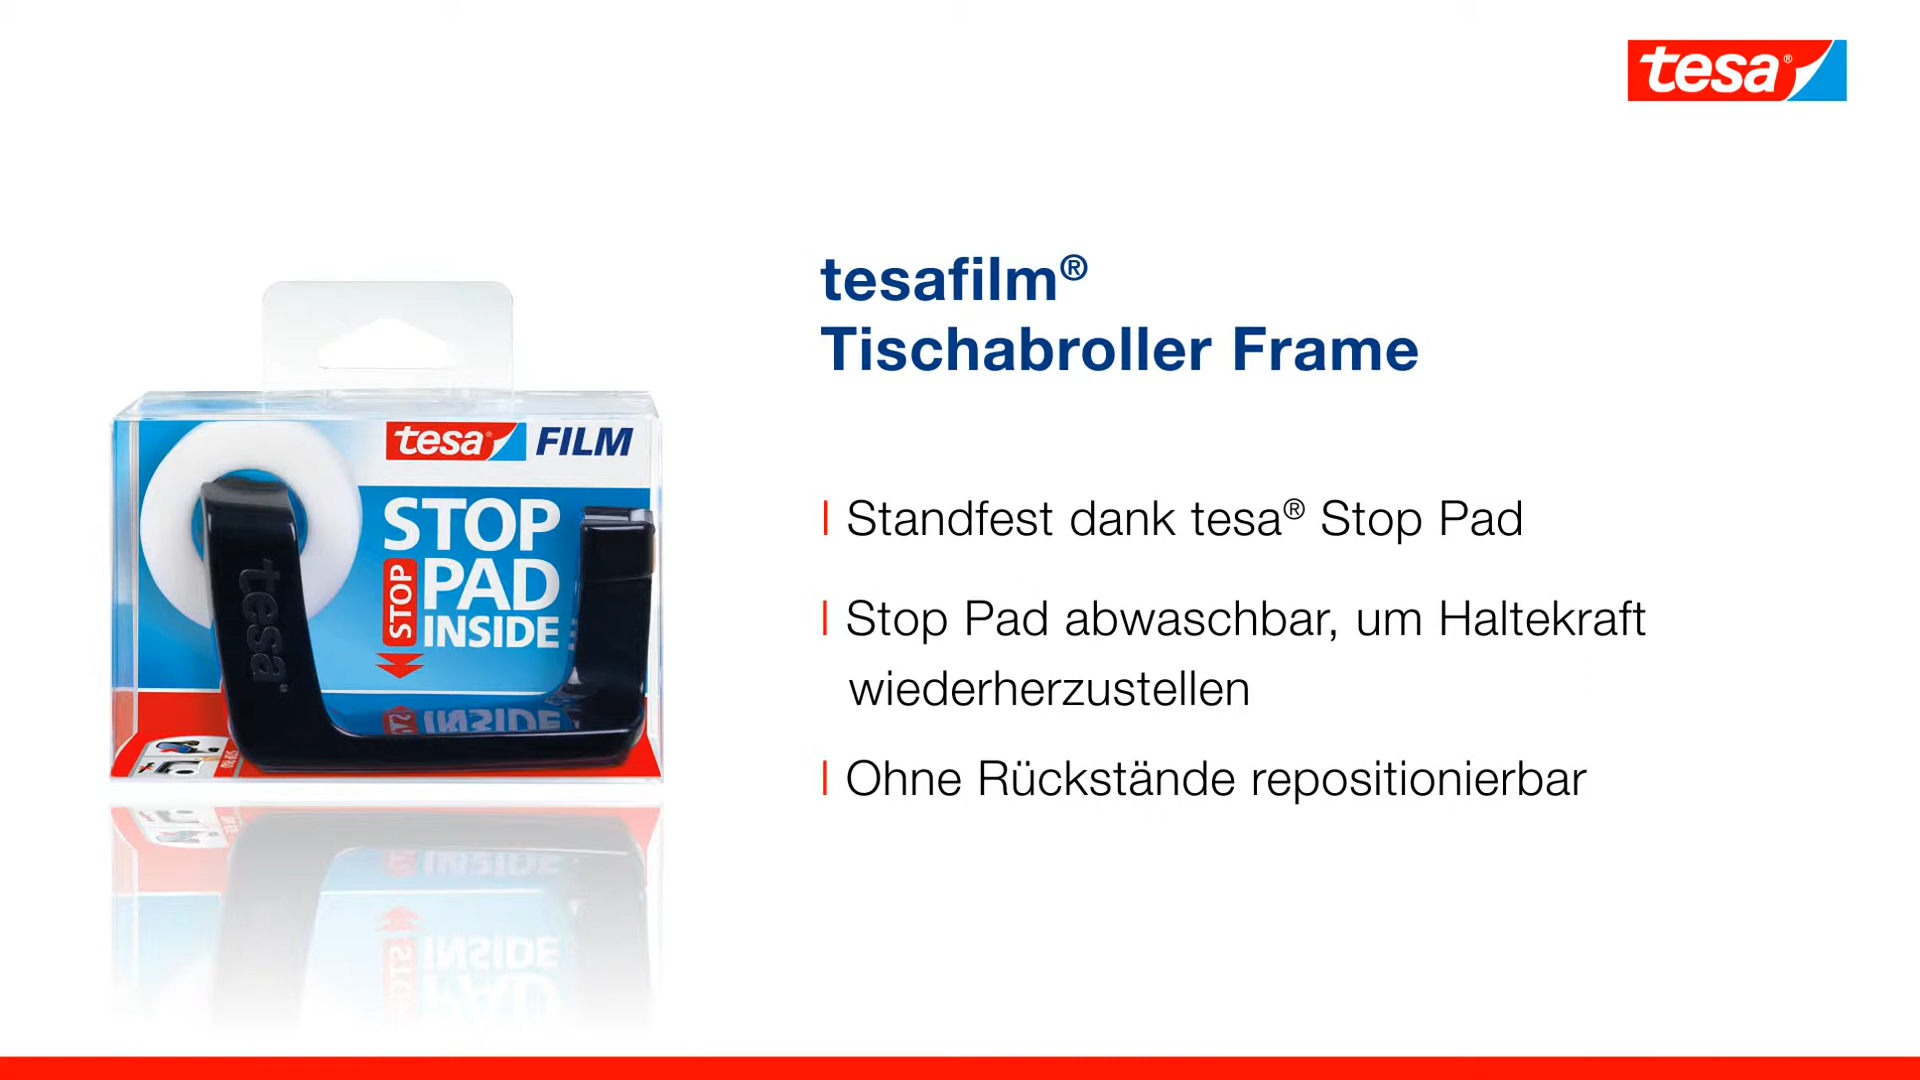 tesa®
tesafilm®
Tischabroller Frame
tesa® FILM
STOP
PAD
STOP
INSIDE
tesa®
| Standfest dank tesa® Stop Pad
| Stop Pad abwaschbar, um Haltekraft
wiederherzustellen
| Ohne Rückstände repositionierbar